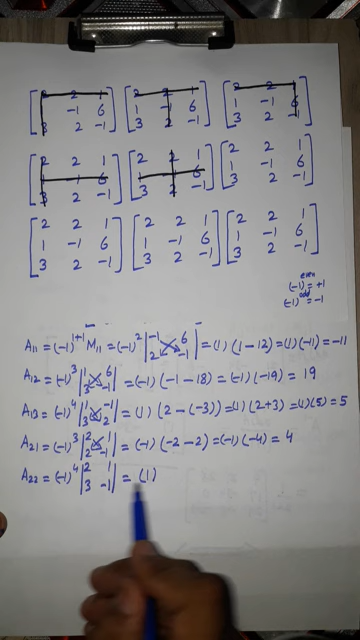 [2 2 1] [2 2 1] [2 2 1]
[1 -1 6] [1 -1 6] [1 -1 6]
[3 2 -1] [3 2 -1] [3 2 -1]
[2 2 1] [2 2 1] [2 2 1]
[1 -1 6] [1 -1 6] [1 -1 6]
[3 2 -1] [3 2 -1] [3 2 -1]
[2 2 1] [2 2 1] [2 2 1]
[1 -1 6] [1 -1 6] [1 -1 6]
[3 2 -1] [3 2 -1] [3 2 -1]
(-1)^even = +1
(-1)^odd = -1
A₁₁ = (-1)¹⁺¹ M₁₁ = (-1)² |-1 6; 2 -1| = (1) (1-12) = (1) (-11) = -11
A₁₂ = (-1)³ |1 6; 3 -1| = (-1) (-1-18) = (-1) (-19) = 19
A₁₃ = (-1)⁴ |1 -1; 3 2| = (1) (2-(-3)) = (1) (2+3) = (1) (5) = 5
A₂₁ = (-1)³ |2 1; 2 -1| = (-1) (-2-2) = (-1) (-4) = 4
A₂₂ = (-1)⁴ |2 1; 3 -1| = (1)